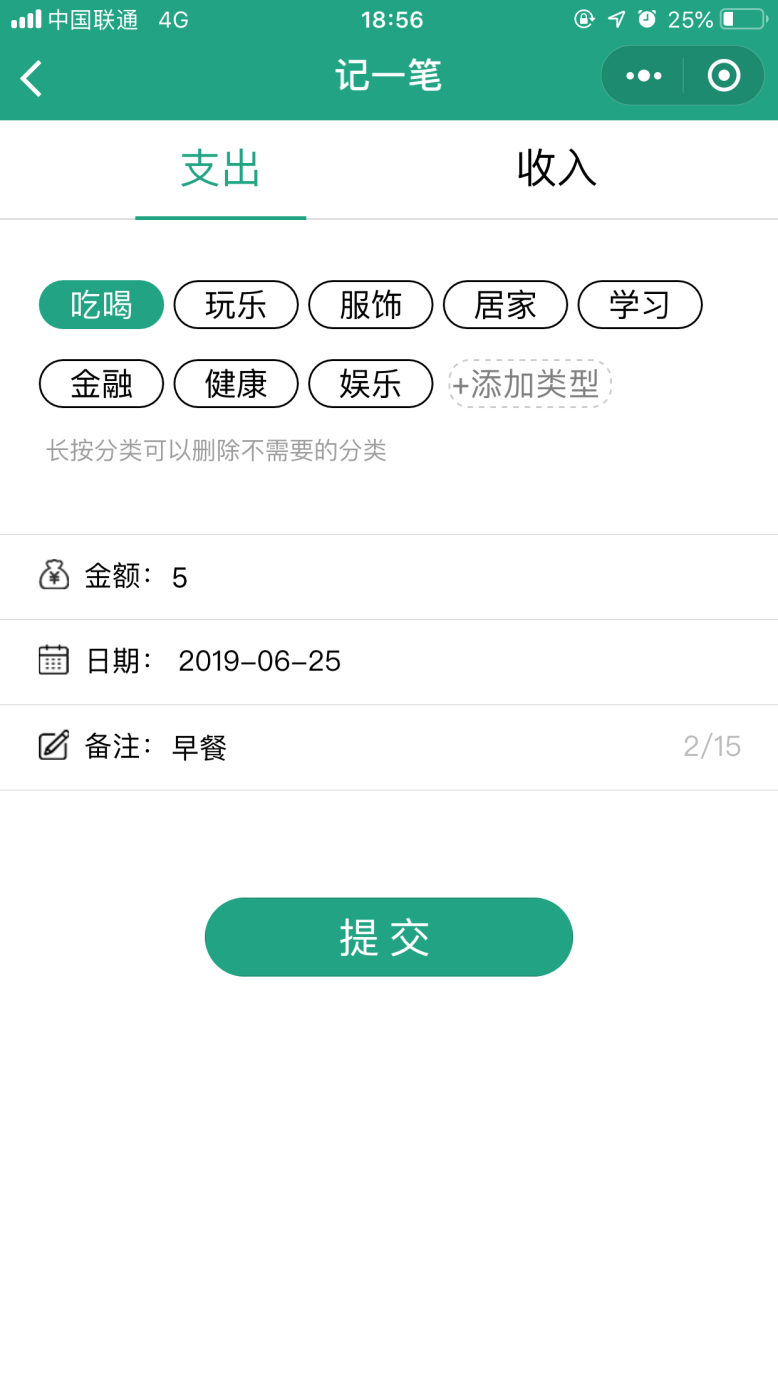 中国联通 4G 18:56 25%
记一笔
支出 收入
吃喝 玩乐 服饰 居家 学习
金融 健康 娱乐 +添加类型
长按分类可以删除不需要的分类
金额： 5
日期： 2019-06-25
备注： 早餐 2/15
提交